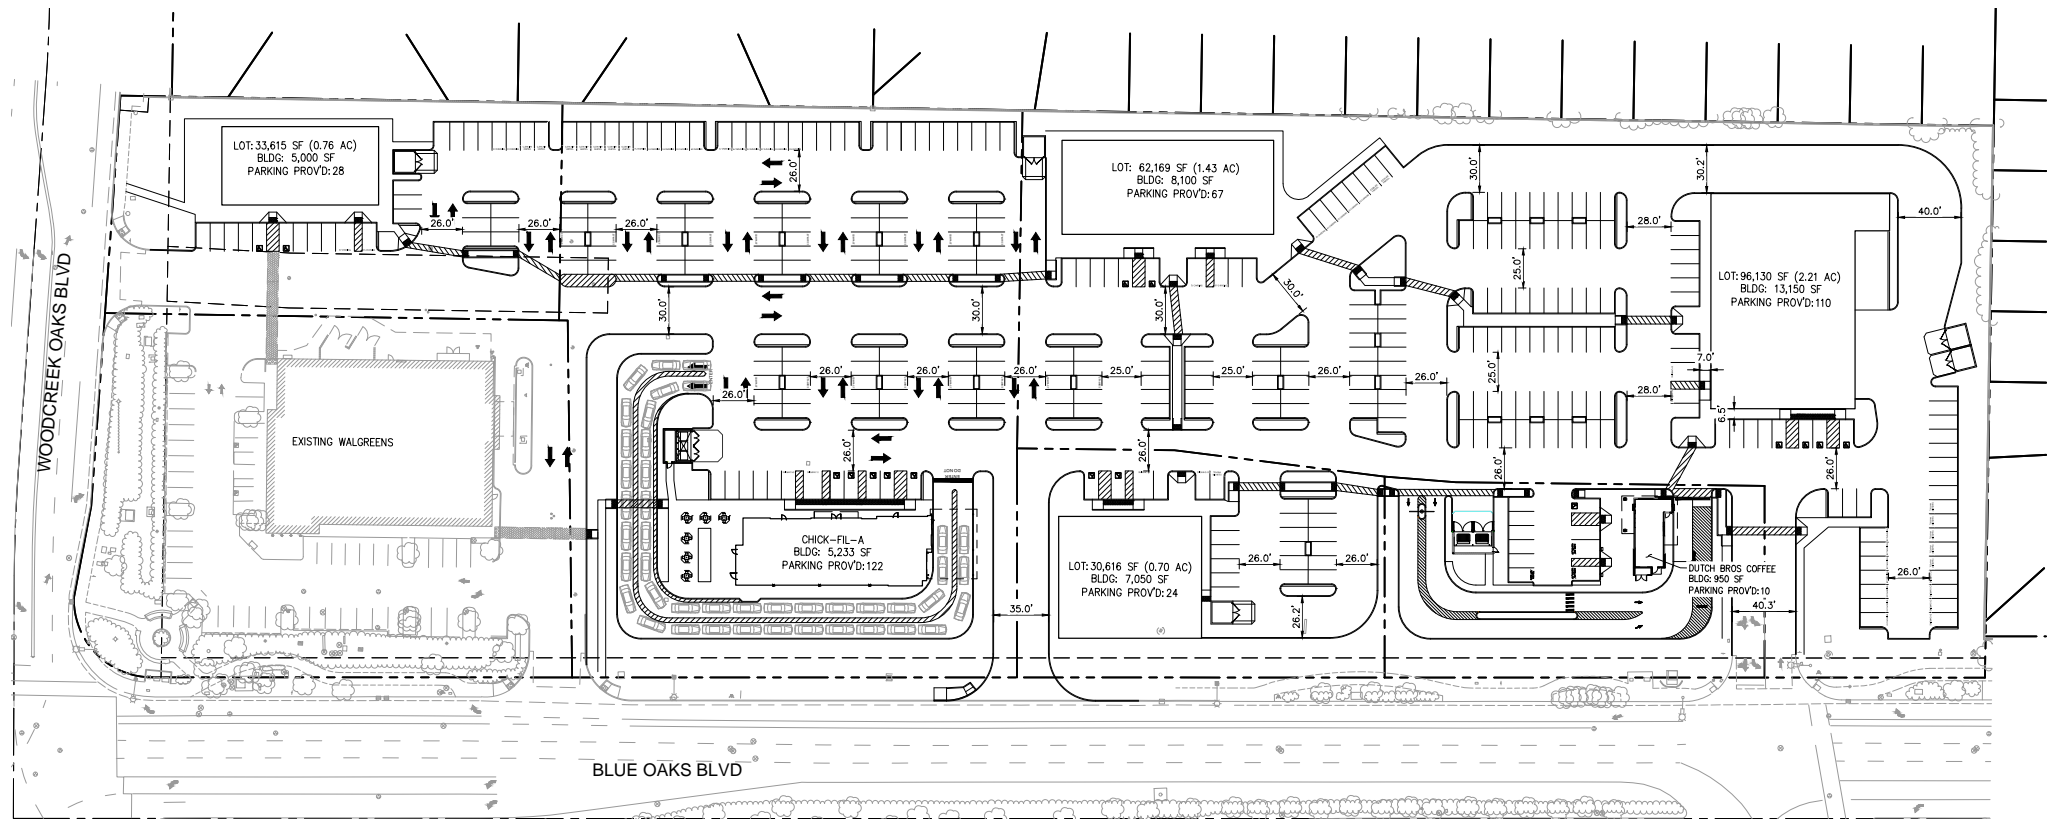 LOT: 33,615 SF (0.76 AC)
BLDG: 5,000 SF
PARKING PROV'D: 28
LOT: 62,169 SF (1.43 AC)
BLDG: 8,100 SF
PARKING PROV'D: 67
LOT: 96,130 SF (2.21 AC)
BLDG: 13,150 SF
PARKING PROV'D: 110
26.0'
30.0'
30.2'
40.0'
26.0'
26.0'
26.0'
28.0'
25.0'
30.0'
30.0'
30.0'
30.0'
26.0'
26.0'
26.0'
26.0'
25.0'
25.0'
26.0'
26.0'
25.0'
28.0'
7.0'
6.5'
26.0'
26.0'
26.0'
26.0'
WOODCREEK OAKS BLVD
EXISTING WALGREENS
DO NOT
ENTER
CHICK-FIL-A
BLDG: 5,233 SF
PARKING PROV'D: 122
LOT: 30,616 SF (0.70 AC)
BLDG: 7,050 SF
PARKING PROV'D: 24
26.0'
26.0'
26.2'
35.0'
DUTCH BROS COFFEE
BLDG: 950 SF
PARKING PROV'D: 10
40.3'
26.0'
BLUE OAKS BLVD